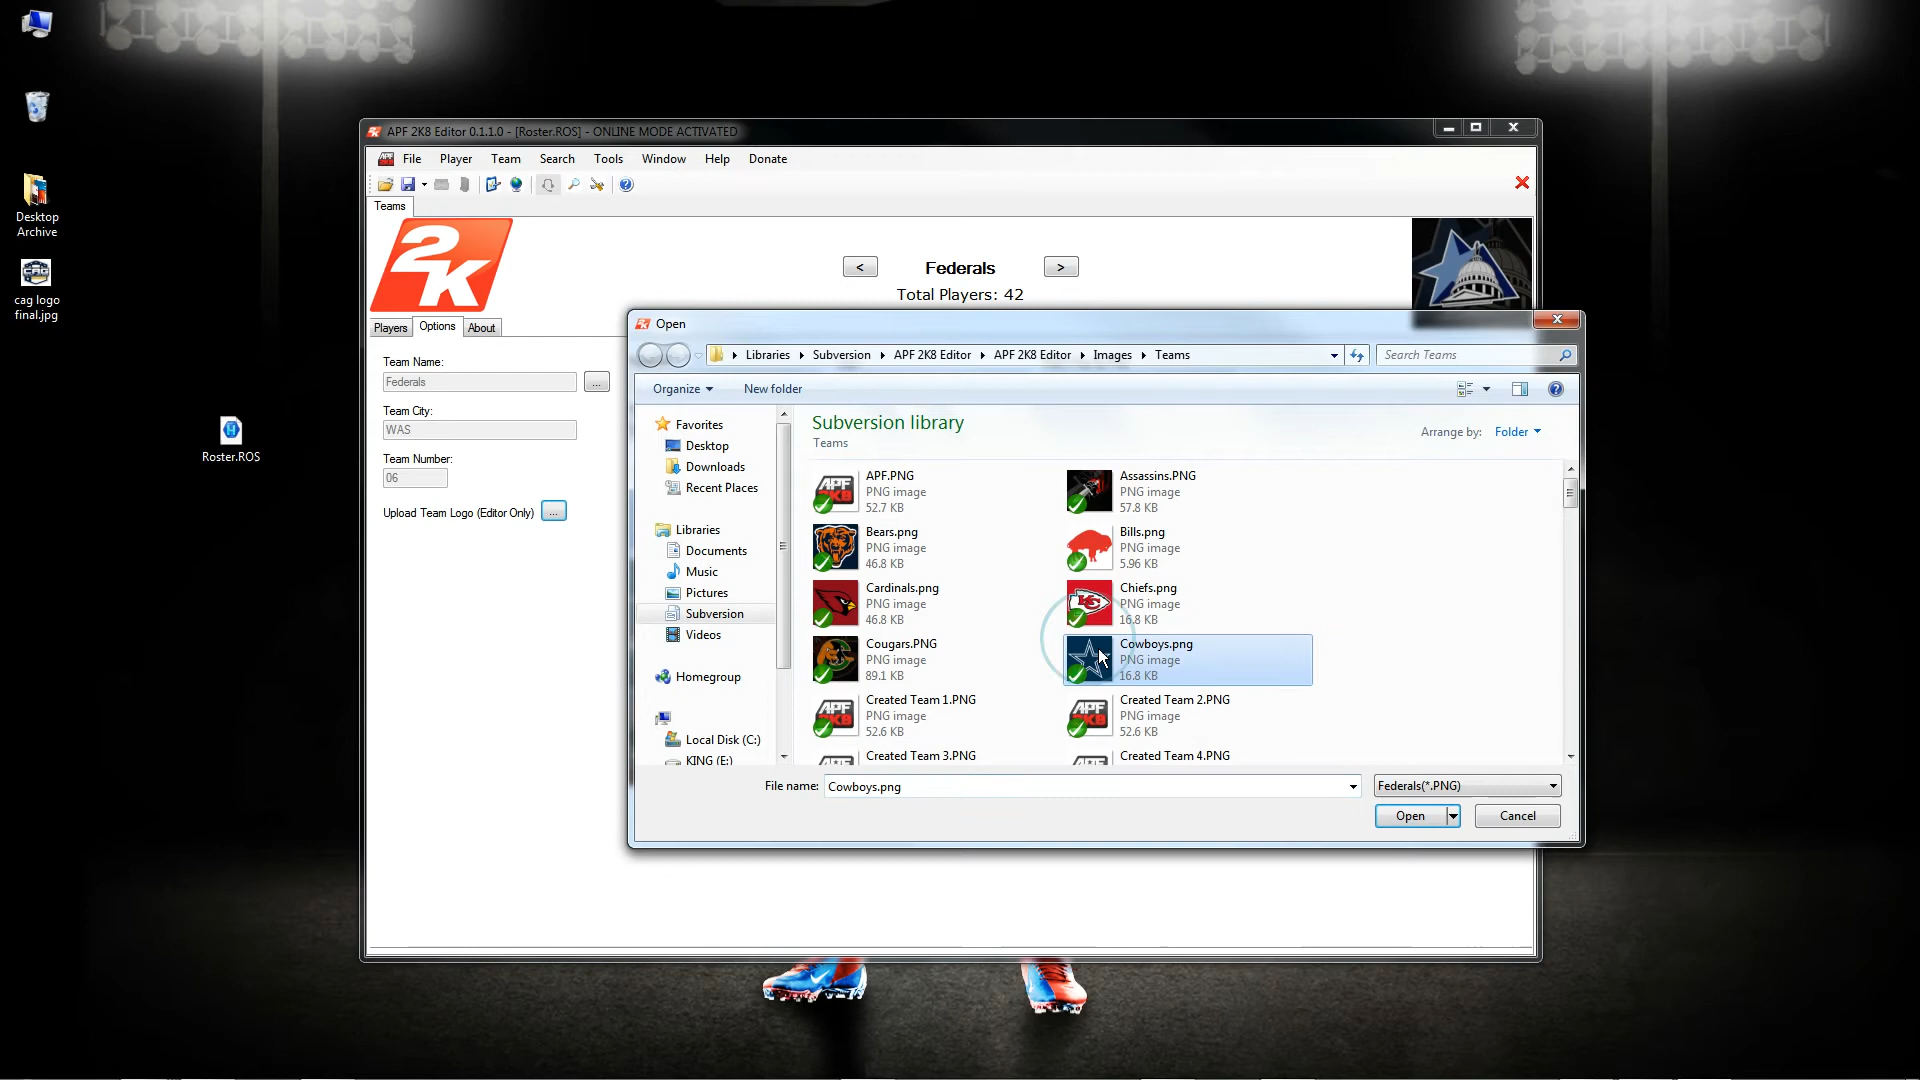 APF 2K8 Editor 0.1.1.0 - [Roster.ROS] - ONLINE MODE ACTIVATED
File Player Team Search Tools Window Help Donate
Teams
2K
< Federals >
Total Players: 42
Players Options About
Team Name:
Federals ...
Team City:
WAS
Team Number:
06
Upload Team Logo (Editor Only) ...
Desktop
Archive
cag logo
final.jpg
Roster.ROS
Open
Libraries Subversion APF 2K8 Editor APF 2K8 Editor Images Teams
Search Teams
Organize New folder
Favorites
Desktop
Downloads
Recent Places
Libraries
Documents
Music
Pictures
Subversion
Videos
Homegroup
Local Disk (C:)
KING (E:)
Subversion library
Teams
Arrange by: Folder
APF.PNG
PNG image
52.7 KB
Assassins.PNG
PNG image
57.8 KB
Bears.png
PNG image
46.8 KB
Bills.png
PNG image
5.96 KB
Cardinals.png
PNG image
46.8 KB
Chiefs.png
PNG image
16.8 KB
Cougars.PNG
PNG image
89.1 KB
Cowboys.png
PNG image
16.8 KB
Created Team 1.PNG
PNG image
52.6 KB
Created Team 2.PNG
PNG image
52.6 KB
Created Team 3.PNG
Created Team 4.PNG
File name: Cowboys.png
Federals(*.PNG)
Open Cancel